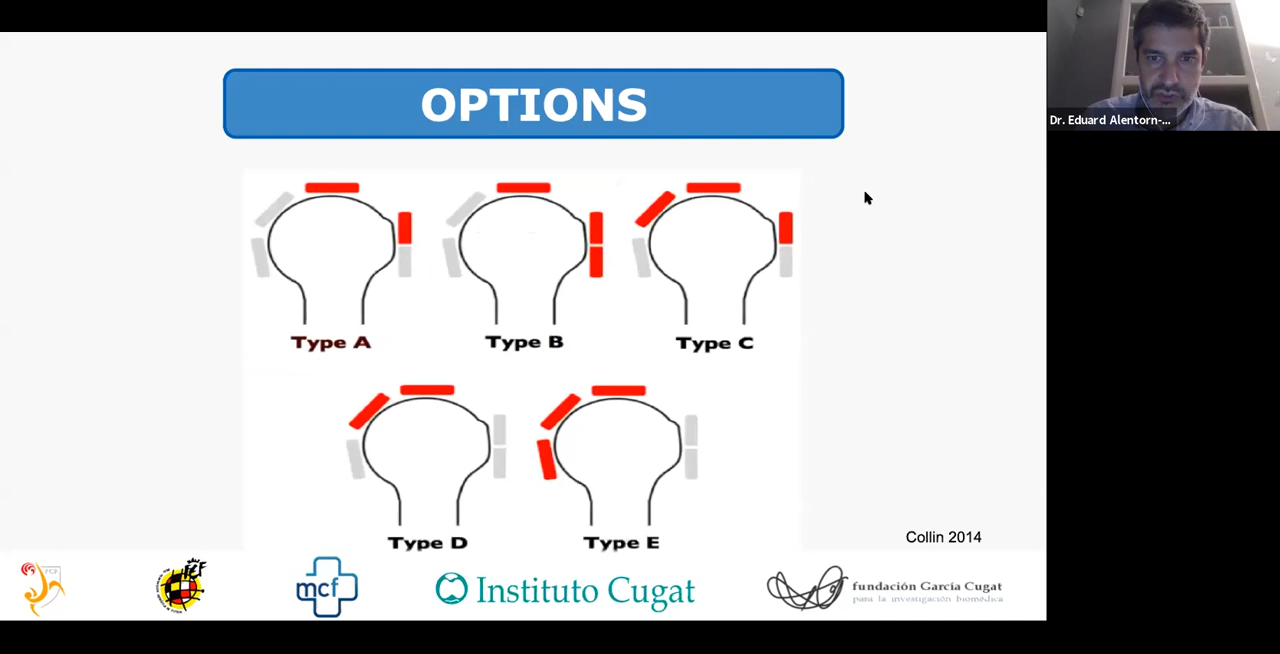 OPTIONS
Dr. Eduard Alentorn-...
Type A
Type B
Type C
Type D
Type E
Collin 2014
FCF
mcf
Instituto Cugat
fundación García Cugat
para la investigación biomédica